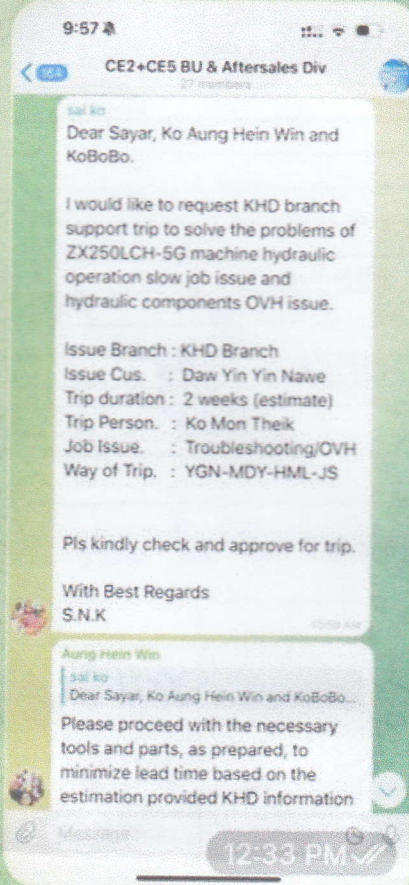 9:57
CE2+CE5 BU & Aftersales Div
27 members
sai ko
Dear Sayar, Ko Aung Hein Win and
KoBoBo.
I would like to request KHD branch
support trip to solve the problems of
ZX250LCH-5G machine hydraulic
operation slow job issue and
hydraulic components OVH issue.
Issue Branch : KHD Branch
Issue Cus. : Daw Yin Yin Nawe
Trip duration : 2 weeks (estimate)
Trip Person. : Ko Mon Theik
Job Issue. : Troubleshooting/OVH
Way of Trip. : YGN-MDY-HML-JS
Pls kindly check and approve for trip.
With Best Regards
S.N.K
Aung Hein Win
sai ko
Dear Sayar, Ko Aung Hein Win and KoBoBo...
Please proceed with the necessary
tools and parts, as prepared, to
minimize lead time based on the
estimation provided KHD information
Message
12:33 PM